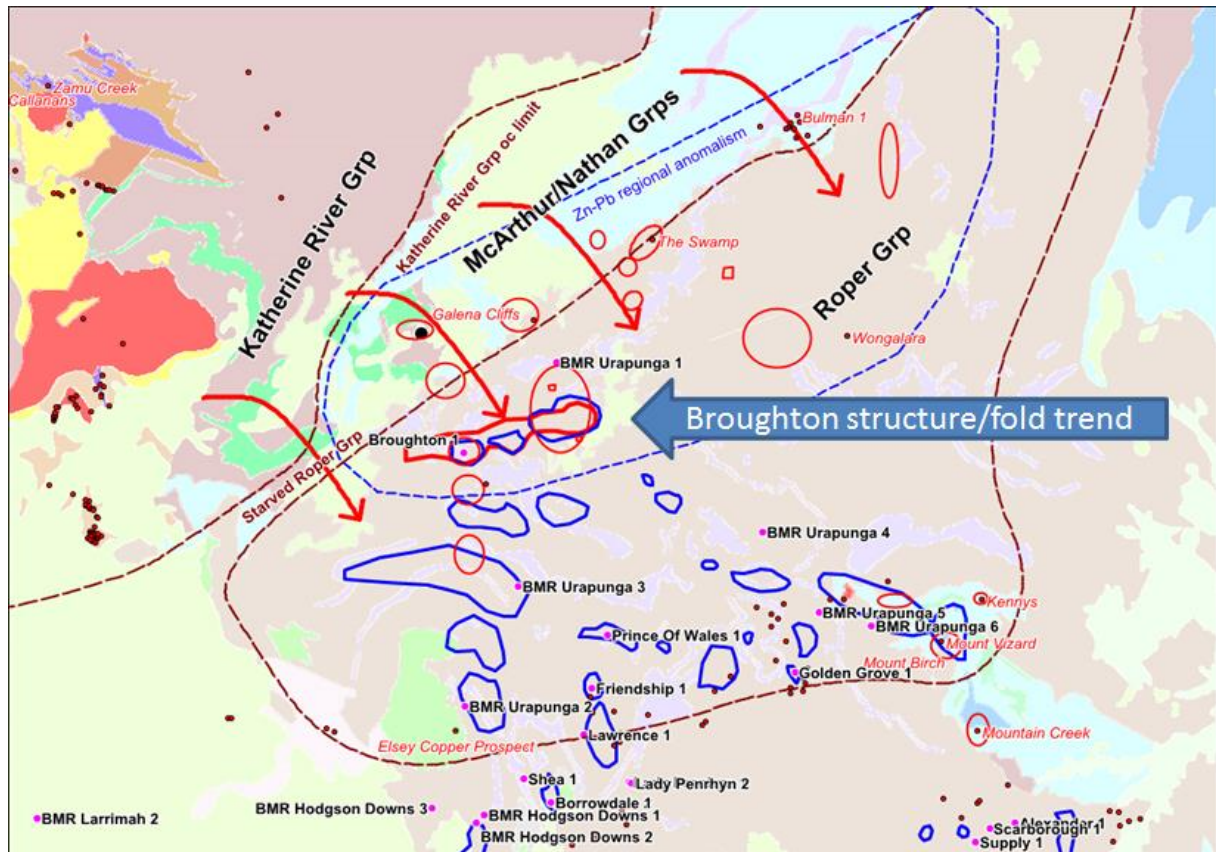 Zamu Creek
Callanans
Katherine River Grp
Katherine River Grp oc limit
McArthur/Nathan Grps
Zn-Pb regional anomalism
Bulman 1
The Swamp
Roper Grp
Galena Cliffs
Wongalara
BMR Urapunga 1
Broughton structure/fold trend
Broughton 1
Starved Roper Grp
BMR Urapunga 4
BMR Urapunga 3
Kennys
BMR Urapunga 5
BMR Urapunga 6
Prince Of Wales 1
Mount Vizard
Mount Birch
Golden Grove 1
Friendship 1
BMR Urapunga 2
Lawrence 1
Mountain Creek
Elsey Copper Prospect
Shea 1
Lady Penrhyn 2
Borrowdale 1
BMR Hodgson Downs 3
BMR Hodgson Downs 1
BMR Larrimah 2
Alexander 1
Scarborough 1
BMR Hodgson Downs 2
Supply 1